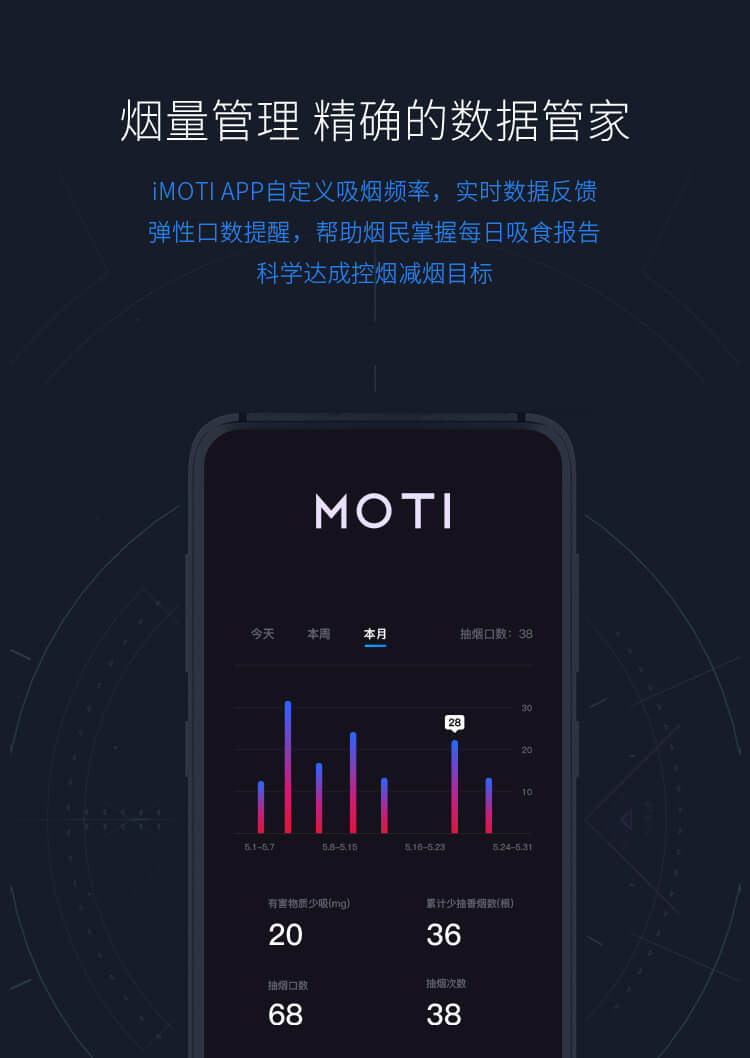 烟量管理 精确的数据管家
iMOTI APP自定义吸烟频率，实时数据反馈
弹性口数提醒，帮助烟民掌握每日吸食报告
科学达成控烟减烟目标
MOTI
今天 本周 本月 抽烟口数：38
30
28
20
10
5.1~5.7 5.8~5.15 5.16~5.23 5.24~5.31
有害物质少吸(mg) 累计少抽香烟数(根)
20 36
抽烟口数 抽烟次数
68 38